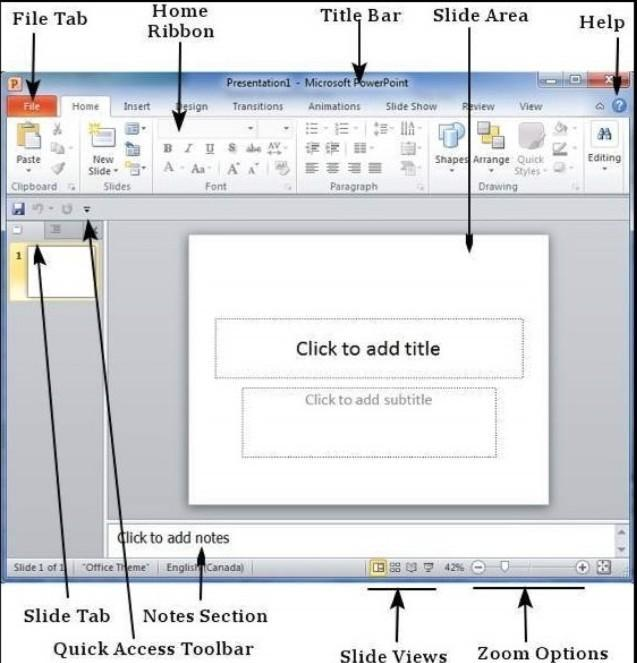 File Tab
Home
Ribbon
Title Bar
Slide Area
Help
P
Presentation1 - Microsoft PowerPoint
File Home Insert Design Transitions Animations Slide Show Review View
Paste
New
Slide
B I U S abc AV
A Aa A A
Shapes Arrange Quick
Styles
Editing
Clipboard Slides Font Paragraph Drawing
1
Click to add title
Click to add subtitle
Click to add notes
Slide 1 of 1 "Office Theme" English (Canada) 42%
Slide Tab
Notes Section
Quick Access Toolbar
Slide Views
Zoom Options